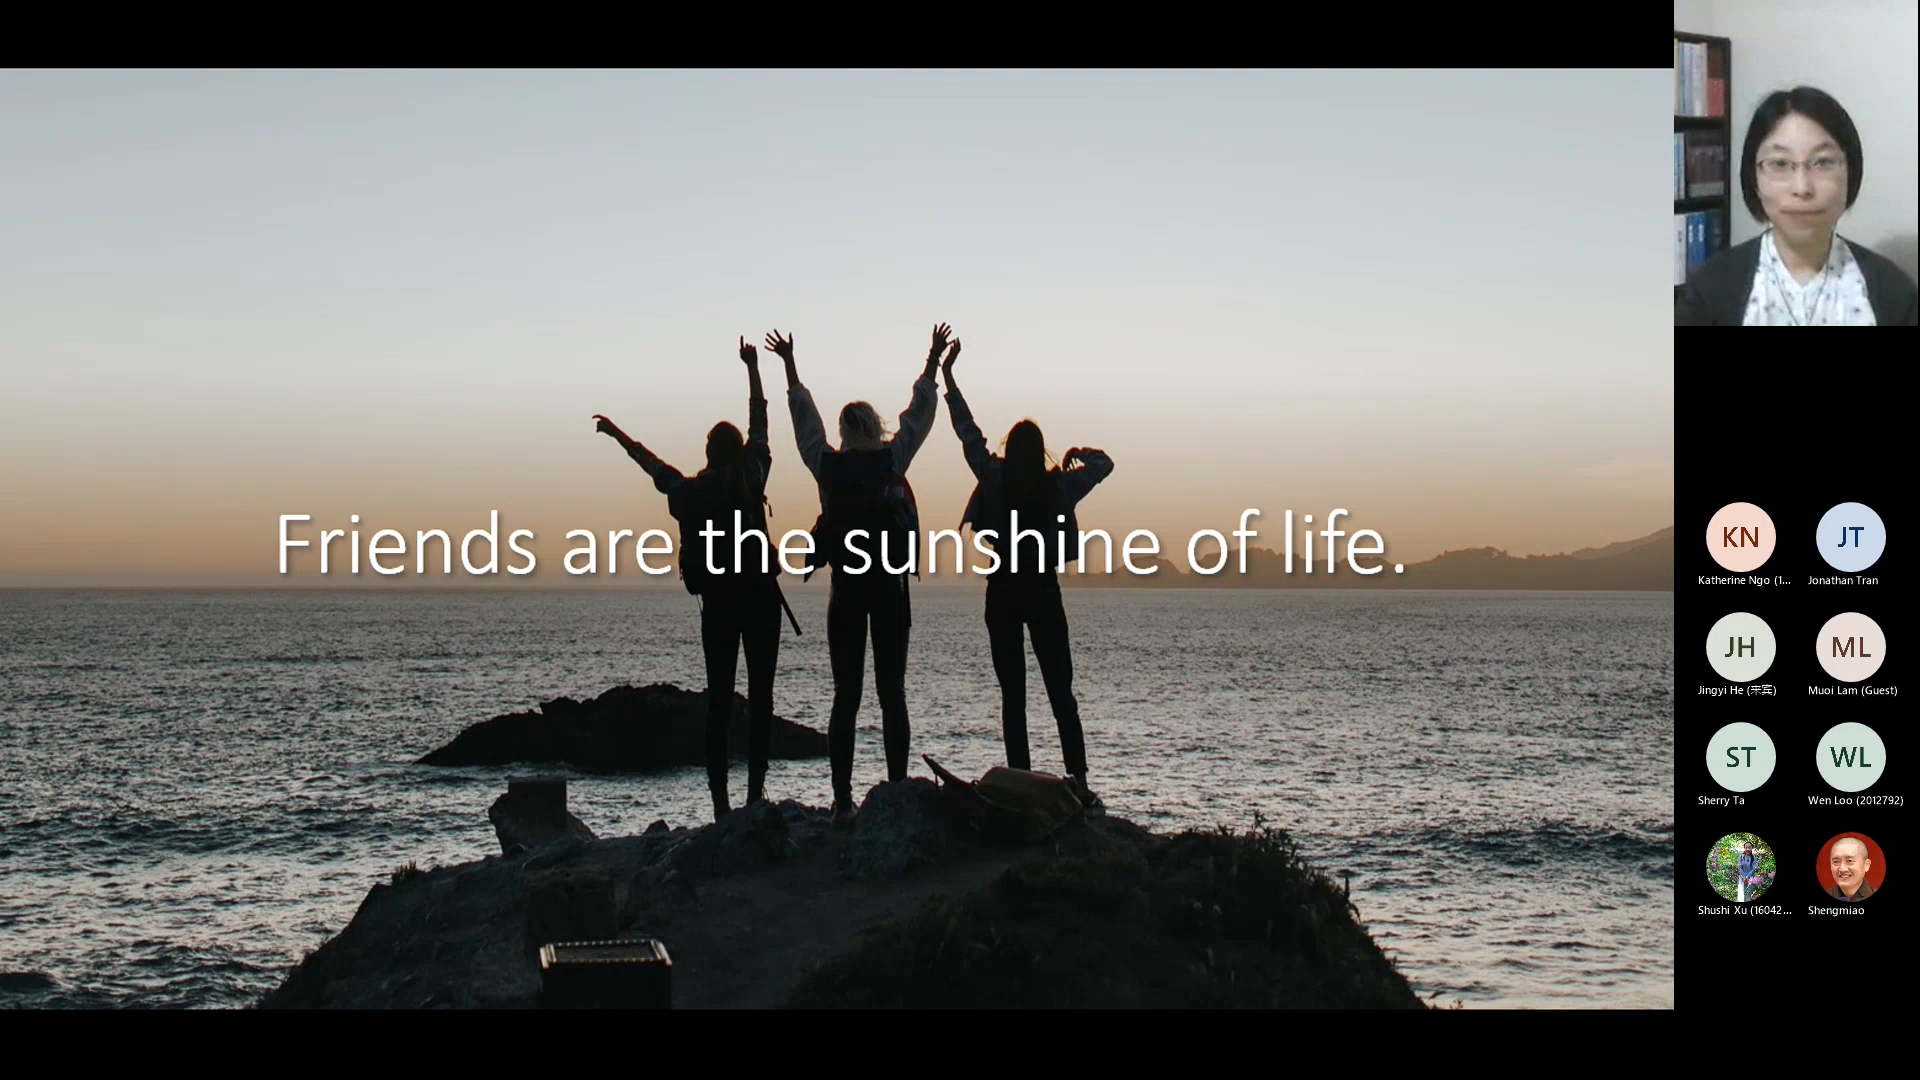 Friends are the sunshine of life.
KN
JT
Katherine Ngo (1...
Jonathan Tran
JH
ML
Jingyi He (来宾)
Muoi Lam (Guest)
ST
WL
Sherry Ta
Wen Loo (2012792)
Shushi Xu (16042...
Shengmiao